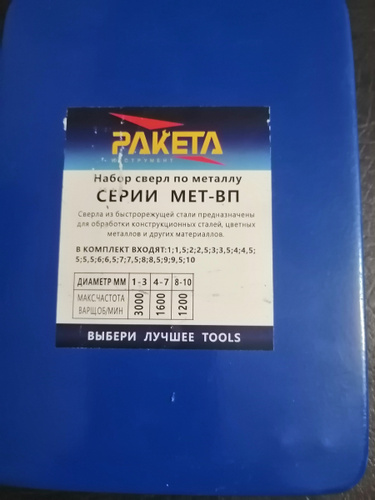 РАКЕТА
ИНСТРУМЕНТ
Набор сверл по металлу
СЕРИИ МЕТ-ВП
Сверла из быстрорежущей стали предназначены
для обработки конструкционных сталей, цветных
металлов и других материаллов.
В КОМПЛЕКТ ВХОДЯТ:1;1,5;2;2,5;3;3,5;4;4,5;
5;5,5;6;6,5;7;7,5;8;8,5;9;9,5;10
ДИАМЕТР ММ 1-3 4-7 8-10
МАКС.ЧАСТОТА
ВАРЩ.ОБ/МИН 3000 1600 1200
ВЫБЕРИ ЛУЧШЕЕ TOOLS